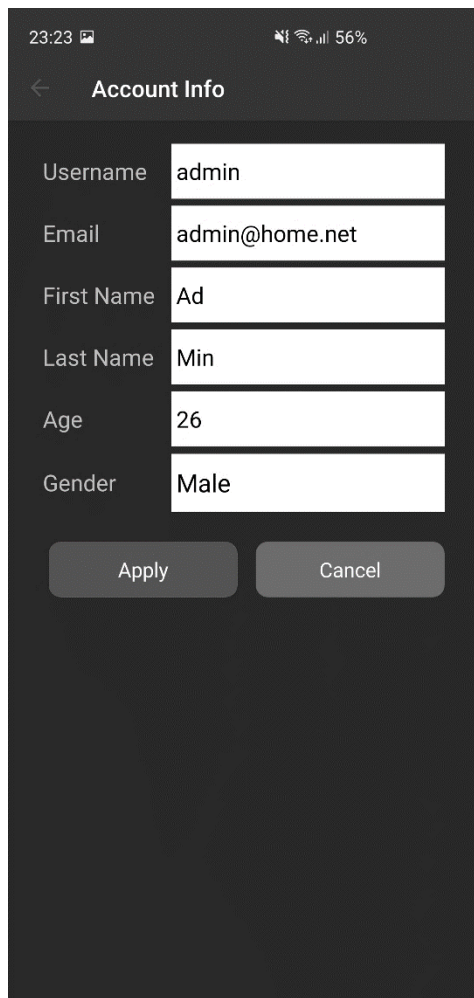 23:23 56%
Account Info
Username admin
Email admin@home.net
First Name Ad
Last Name Min
Age 26
Gender Male
Apply Cancel